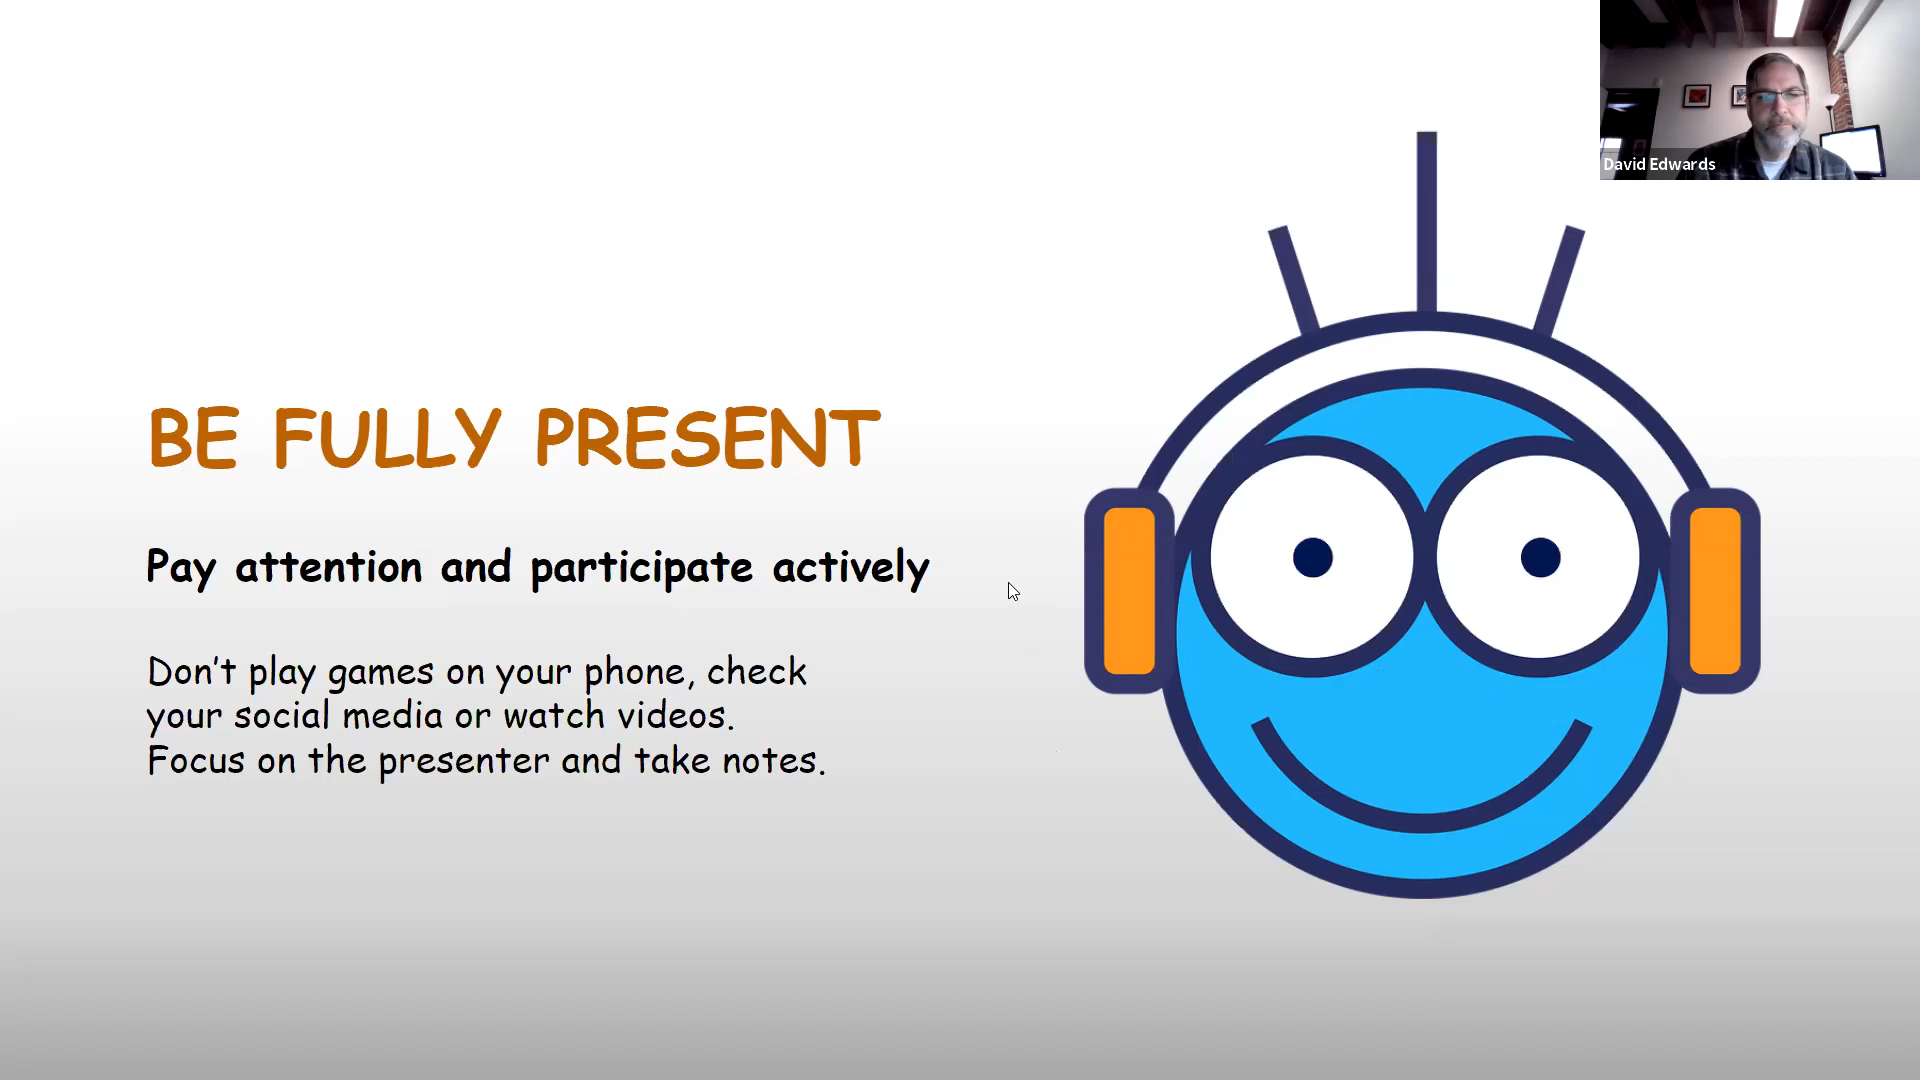 David Edwards
BE FULLY PRESENT
Pay attention and participate actively
Don't play games on your phone, check
your social media or watch videos.
Focus on the presenter and take notes.